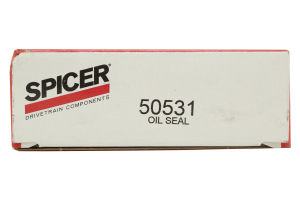 SPICER
DRIVETRAIN COMPONENTS
50531
OIL SEAL